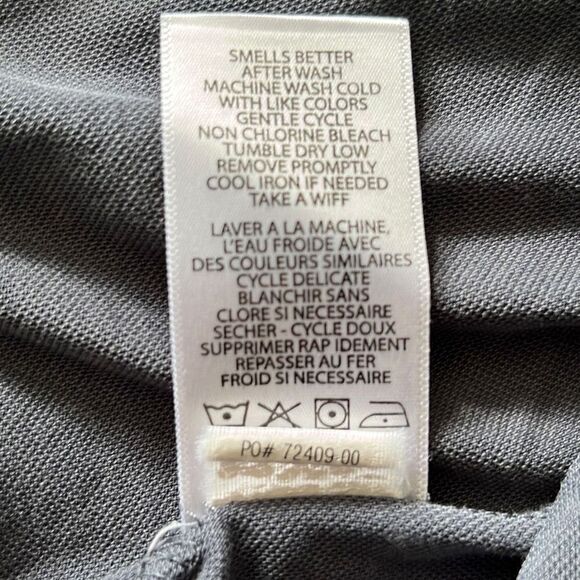 SMELLS BETTER
AFTER WASH
MACHINE WASH COLD
WITH LIKE COLORS
GENTLE CYCLE
NON CHLORINE BLEACH
TUMBLE DRY LOW
REMOVE PROMPTLY
COOL IRON IF NEEDED
TAKE A WIFF
LAVER A LA MACHINE,
L'EAU FROIDE AVEC
DES COULEURS SIMILAIRES
CYCLE DELICATE
BLANCHIR SANS
CLORE SI NECESSAIRE
SECHER - CYCLE DOUX
SUPPRIMER RAP IDEMENT
REPASSER AU FER
FROID SI NECESSAIRE
PO# 72409-00